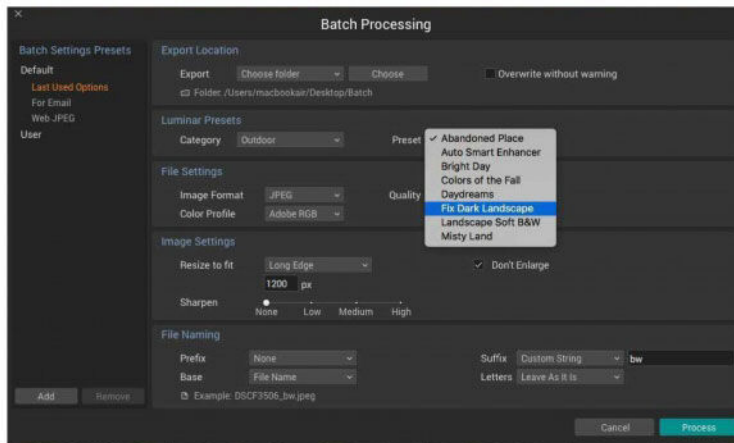 Batch Processing
Batch Settings Presets
Default
Last Used Options
For Email
Web JPEG
User
Add Remove
Export Location
Export Choose folder Choose Overwrite without warning
Folder: /Users/macbookair/Desktop/Batch
Luminar Presets
Category Outdoor Preset
✓ Abandoned Place
Auto Smart Enhancer
Bright Day
Colors of the Fall
Daydreams
Fix Dark Landscape
Landscape Soft B&W
Misty Land
File Settings
Image Format JPEG Quality
Color Profile Adobe RGB
Image Settings
Resize to fit Long Edge Don't Enlarge
1200 px
Sharpen
None Low Medium High
File Naming
Prefix None Suffix Custom String bw
Base File Name Letters Leave As It Is
Example: DSCF3506_bw.jpeg
Cancel Process